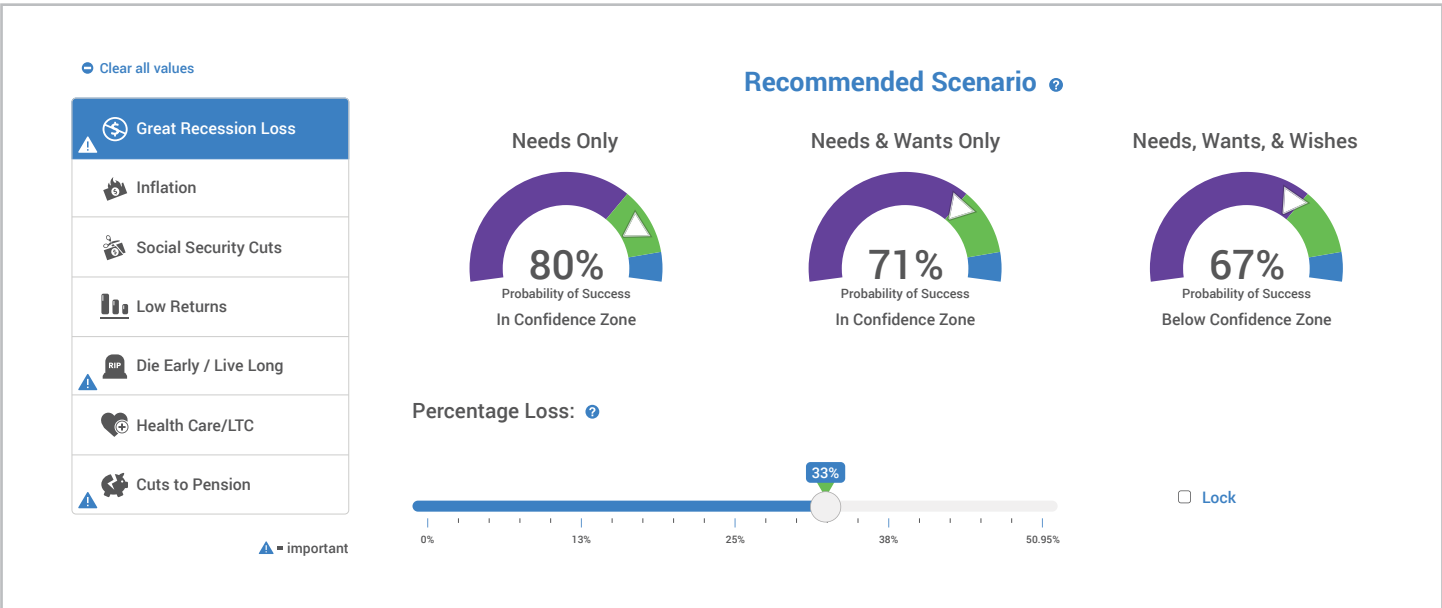 Clear all values
Recommended Scenario ?
Great Recession Loss
Inflation
Social Security Cuts
Low Returns
RIP
Die Early / Live Long
Health Care/LTC
Cuts to Pension
! = important
Needs Only
80%
Probability of Success
In Confidence Zone
Needs & Wants Only
71%
Probability of Success
In Confidence Zone
Needs, Wants, & Wishes
67%
Probability of Success
Below Confidence Zone
Percentage Loss: ?
33%
0% 13% 25% 38% 50.95%
Lock